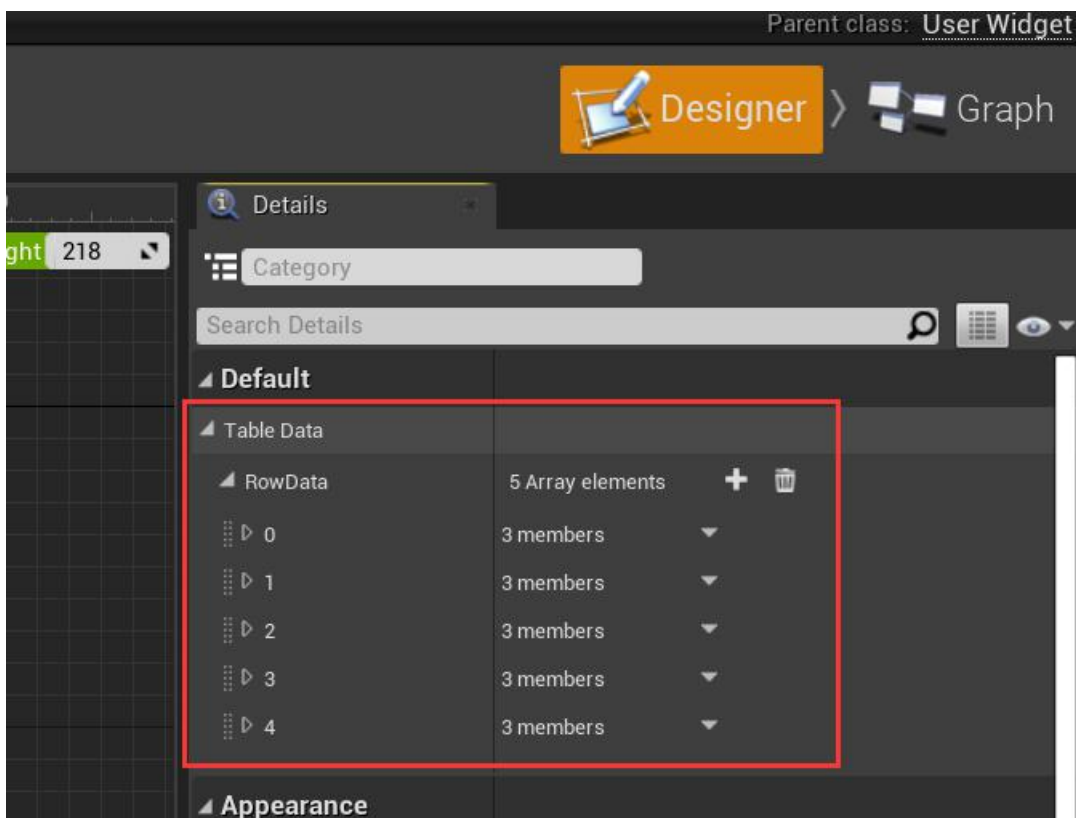 Parent class: User Widget
Designer Graph
Details
ght 218
Category
Search Details
Default
Table Data
RowData 5 Array elements
0 3 members
1 3 members
2 3 members
3 3 members
4 3 members
Appearance